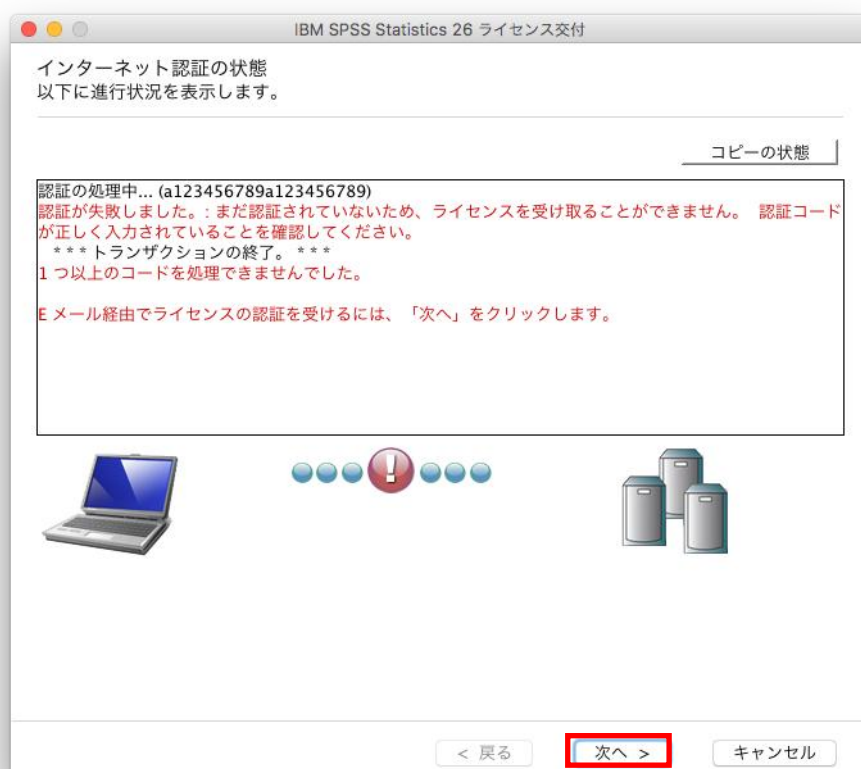 IBM SPSS Statistics 26 ライセンス交付
インターネット認証の状態
以下に進行状況を表示します。
コピーの状態
認証の処理中... (a123456789a123456789)
認証が失敗しました。: まだ認証されていないため、ライセンスを受け取ることができません。 認証コード
が正しく入力されていることを確認してください。
* * * トランザクションの終了。 * * *
1 つ以上のコードを処理できませんでした。
E メール経由でライセンスの認証を受けるには、「次へ」をクリックします。
< 戻る
次へ >
キャンセル